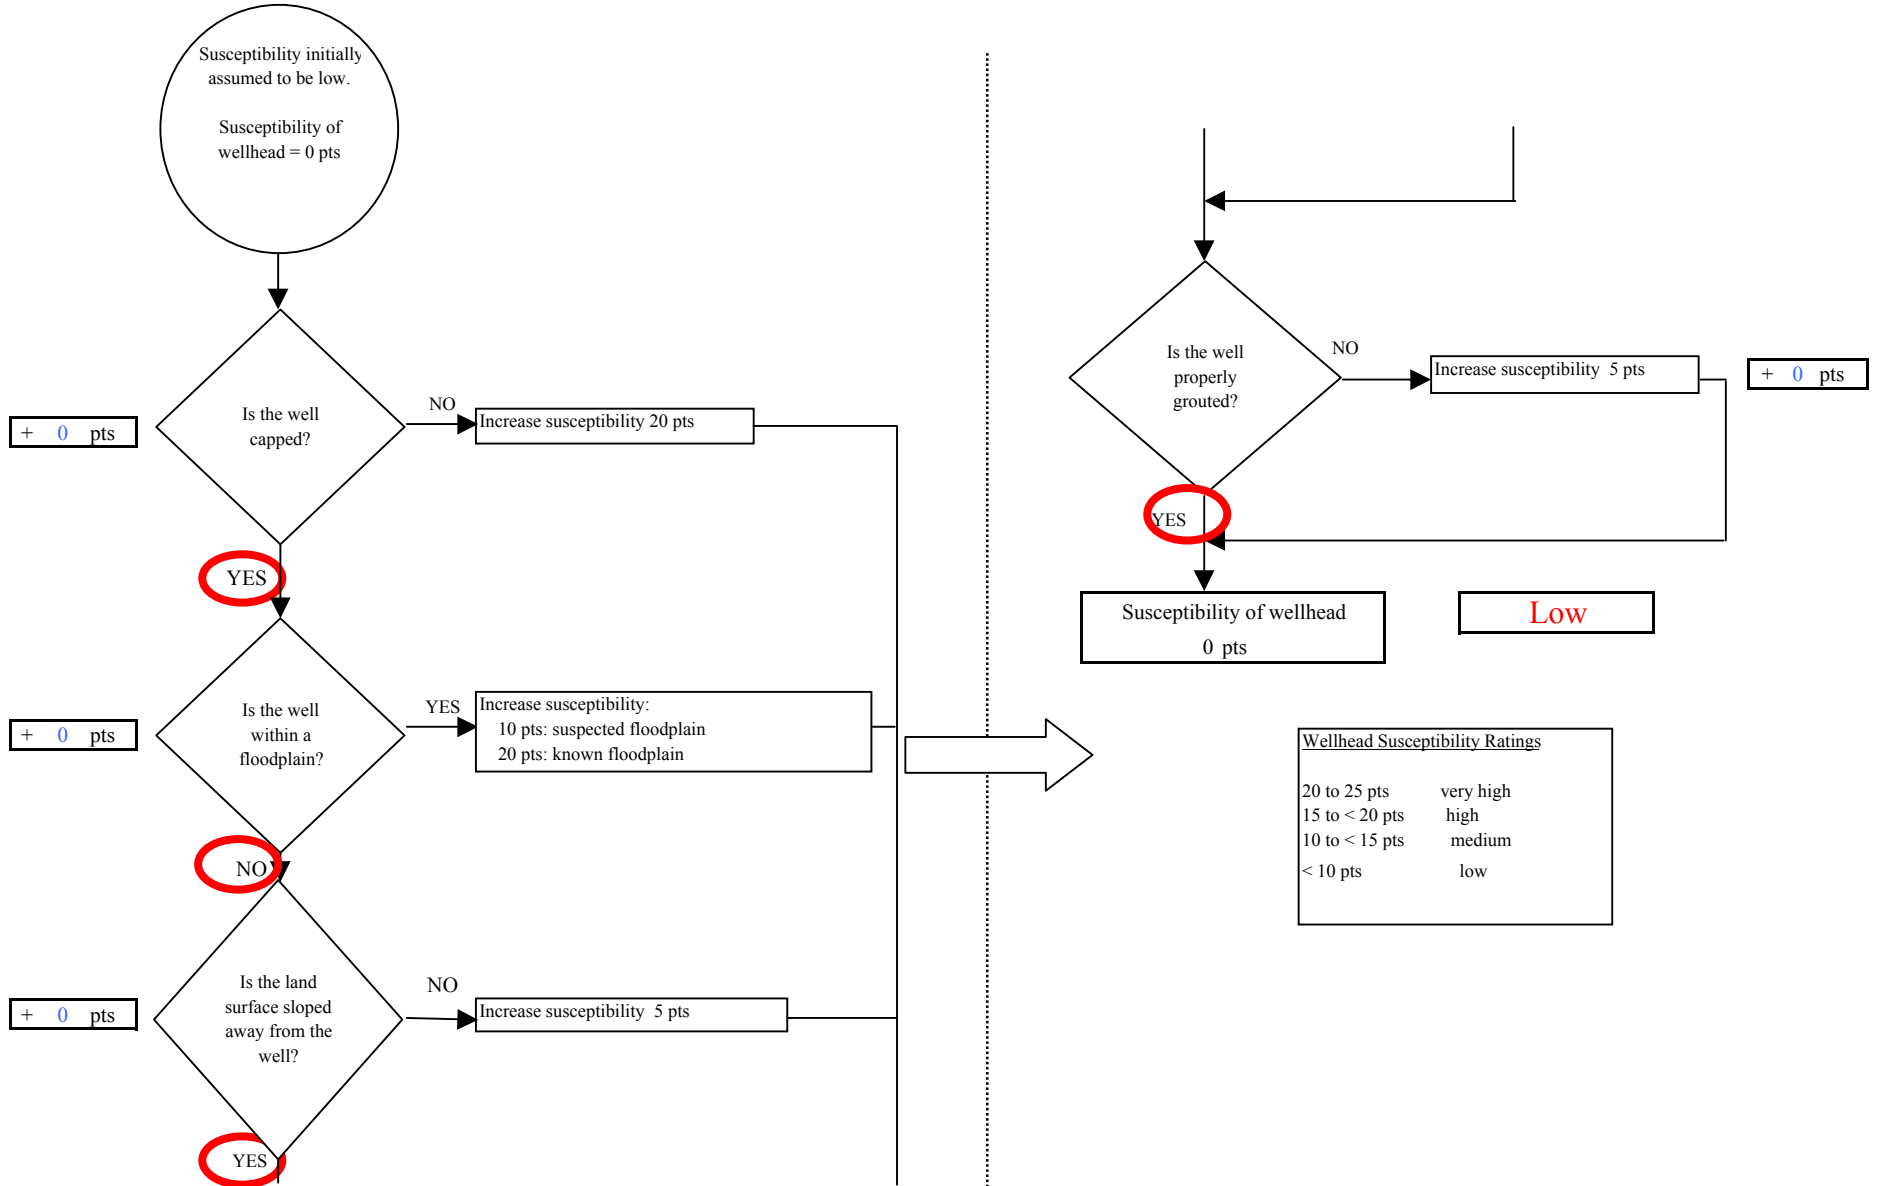 Susceptibility initially
assumed to be low.
Susceptibility of
wellhead = 0 pts
Is the well
capped?
NO
Increase susceptibility 20 pts
+ 0 pts
YES
Is the well
within a
floodplain?
YES
Increase susceptibility:
10 pts: suspected floodplain
20 pts: known floodplain
+ 0 pts
NO
Is the land
surface sloped
away from the
well?
NO
Increase susceptibility 5 pts
+ 0 pts
YES
Is the well
properly
grouted?
NO
Increase susceptibility 5 pts
+ 0 pts
YES
Susceptibility of wellhead
0 pts
Low
Wellhead Susceptibility Ratings
20 to 25 pts very high
15 to < 20 pts high
10 to < 15 pts medium
< 10 pts low